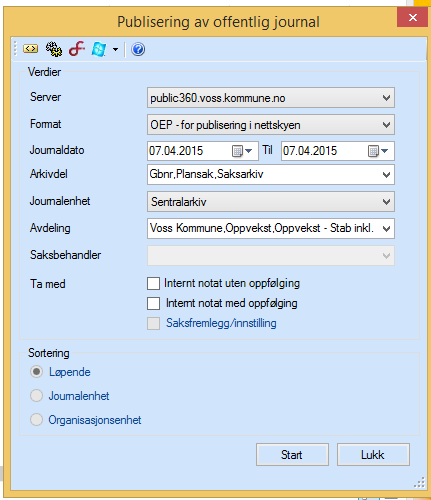 Publisering av offentlig journal
Verdier
Server public360.voss.kommune.no
Format OEP - for publisering i nettskyen
Journaldato 07.04.2015 Til 07.04.2015
Arkivdel Gbnr,Plansak,Saksarkiv
Journalenhet Sentralarkiv
Avdeling Voss Kommune,Oppvekst,Oppvekst - Stab inkl.
Saksbehandler
Ta med Internt notat uten oppfølging
Internt notat med oppfølging
Saksfremlegg/innstilling
Sortering
Løpende
Journalenhet
Organisasjonsenhet
Start Lukk